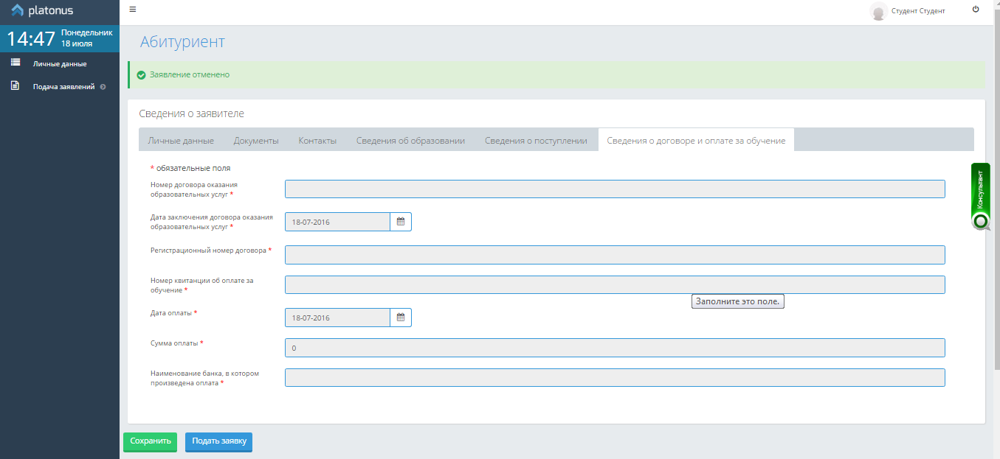 platonus
Студент Студент
14:47
Понедельник
18 июля
Личные данные
Подача заявлений
Абитуриент
Заявление отменено
Сведения о заявителе
Личные данные Документы Контакты Сведения об образовании Сведения о поступлении Сведения о договоре и оплате за обучение
* обязательные поля
Номер договора оказания
образовательных услуг *
Дата заключения договора оказания
образовательных услуг *
18-07-2016
Регистрационный номер договора *
Номер квитанции об оплате за
обучение *
Заполните это поле.
Дата оплаты *
18-07-2016
Сумма оплаты *
0
Наименование банка, в котором
произведена оплата *
Сохранить Подать заявку
Консультант